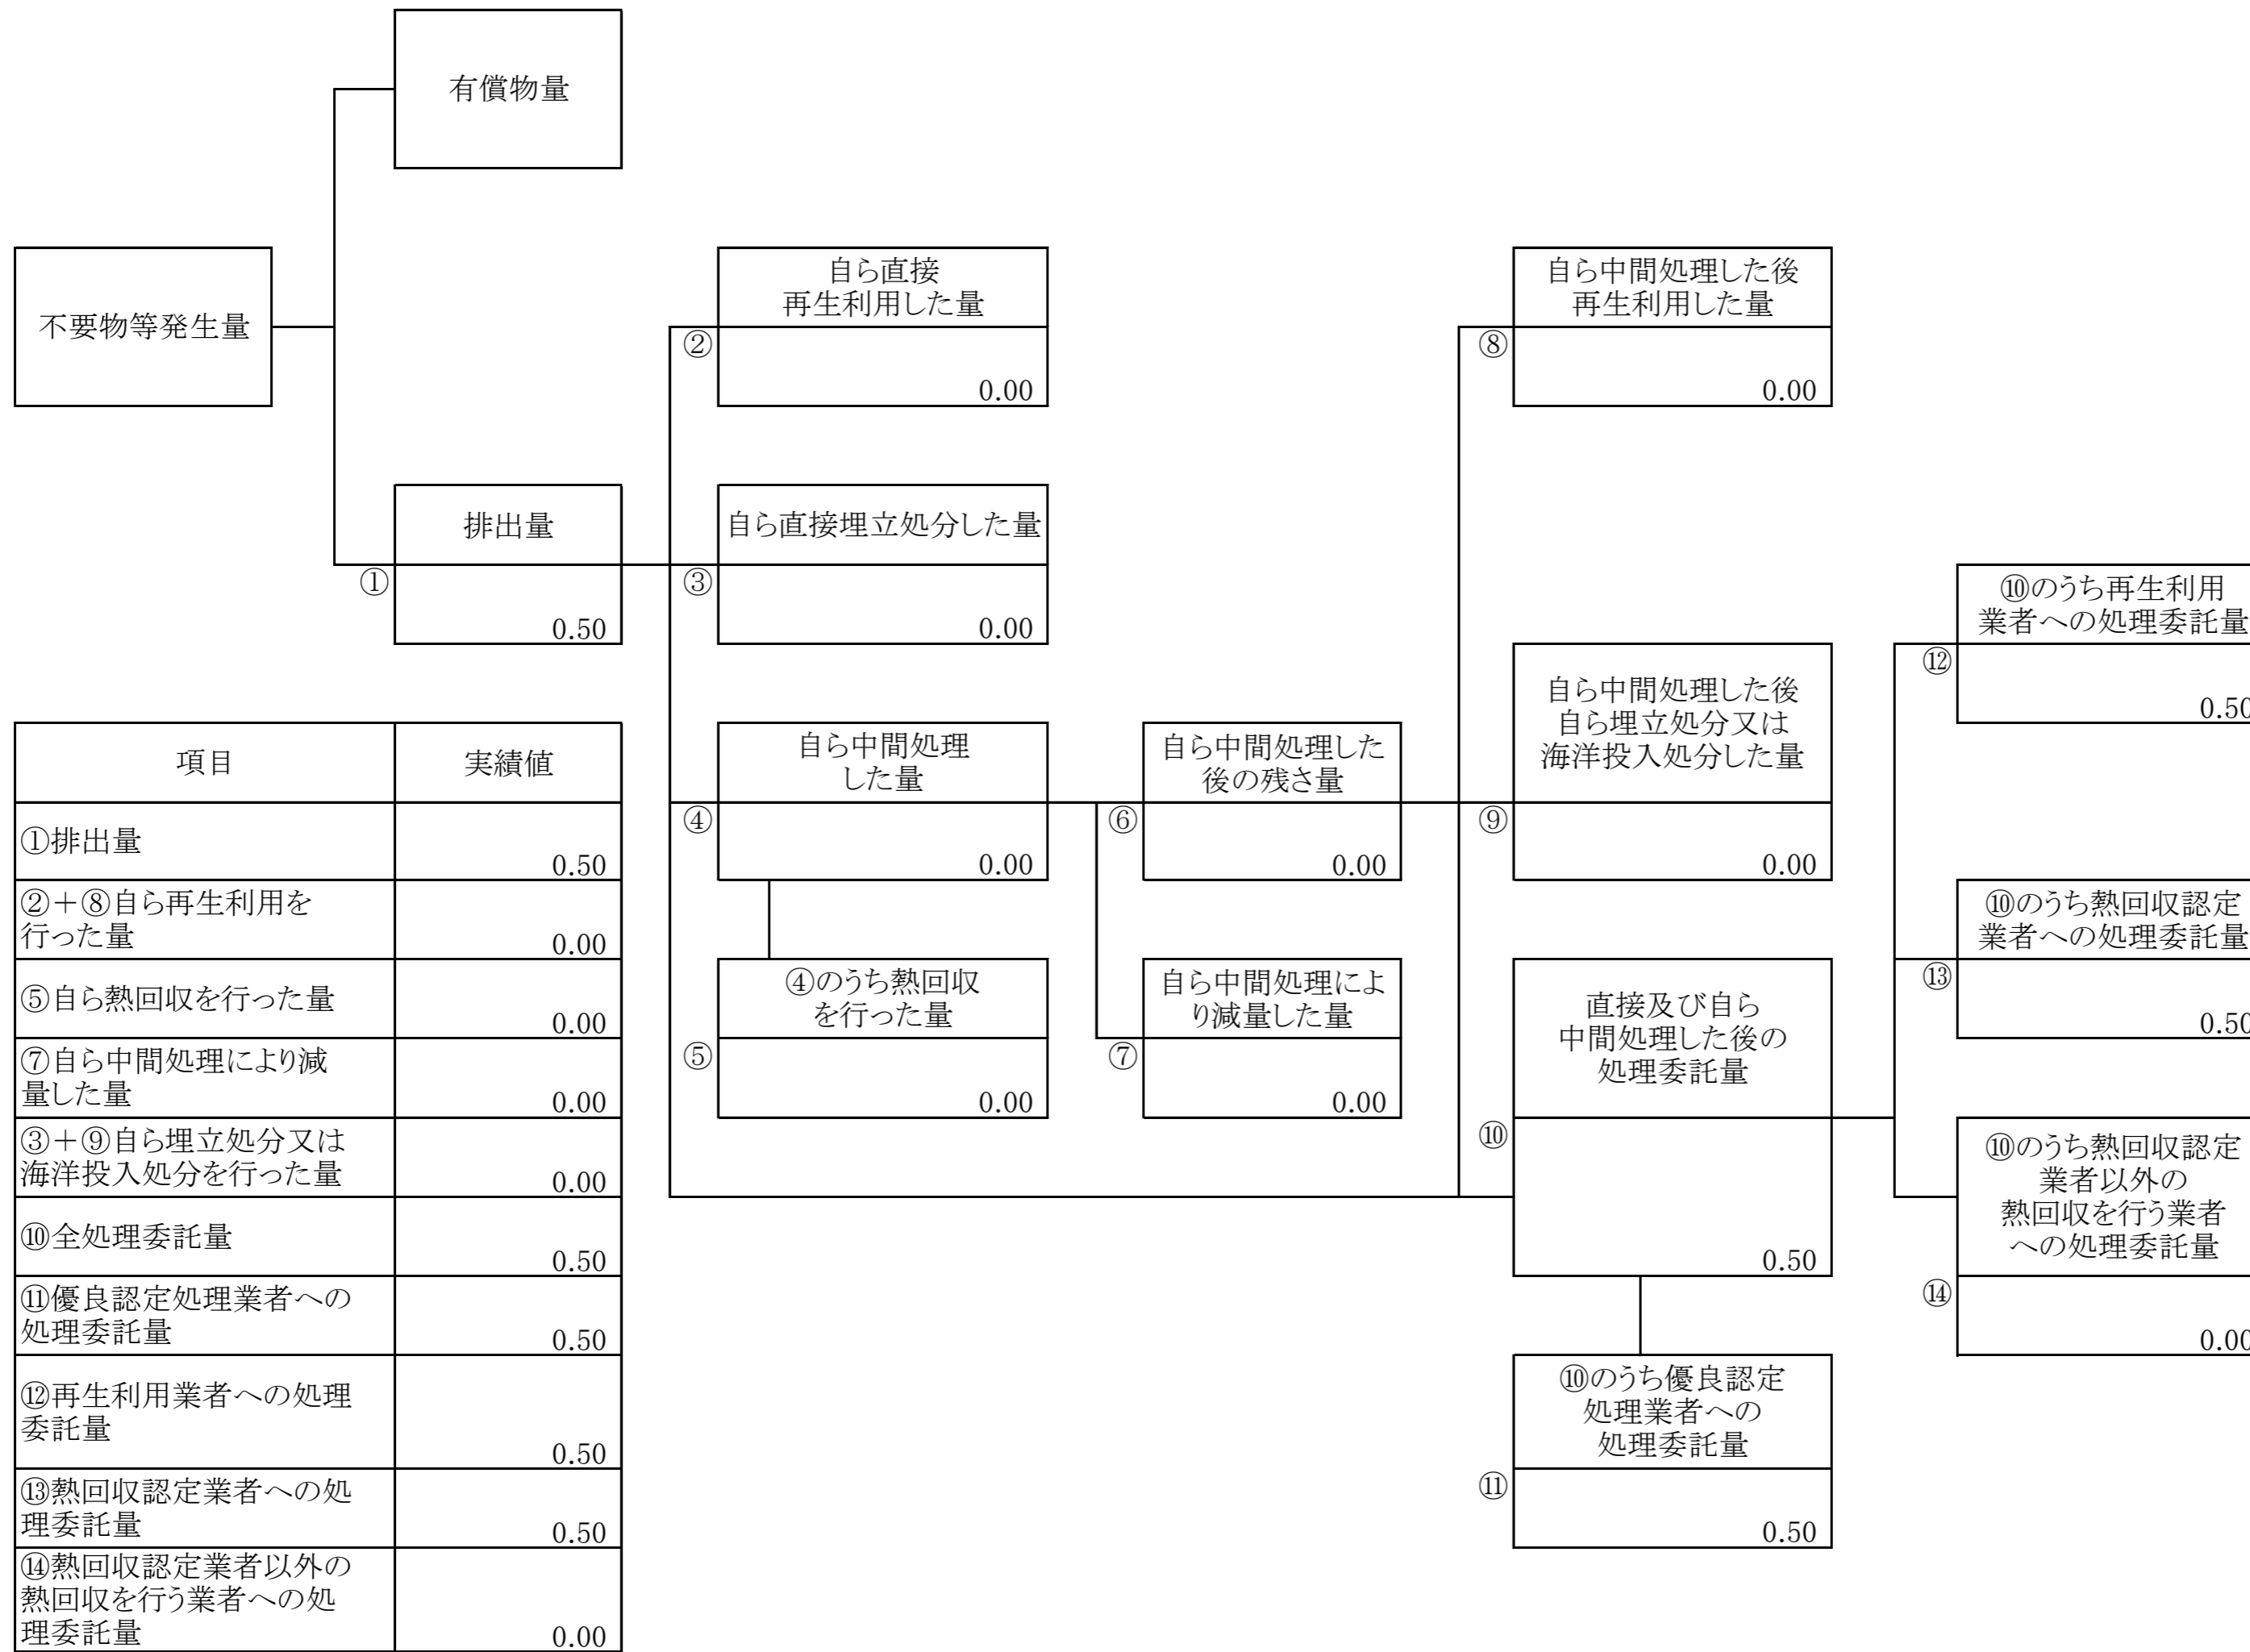 有償物量
不要物等発生量
自ら直接
再生利用した量
②
0.00
自ら中間処理した後
再生利用した量
⑧
0.00
排出量
①
0.50
自ら直接埋立処分した量
③
0.00
⑩のうち再生利用
業者への処理委託量
⑫
0.50
自ら中間処理
した量
④
0.00
自ら中間処理した
後の残さ量
⑥
0.00
自ら中間処理した後
自ら埋立処分又は
海洋投入処分した量
⑨
0.00
⑩のうち熱回収認定
業者への処理委託量
⑬
0.50
④のうち熱回収
を行った量
⑤
0.00
自ら中間処理によ
り減量した量
⑦
0.00
直接及び自ら
中間処理した後の
処理委託量
⑩
0.50
⑩のうち熱回収認定
業者以外の
熱回収を行う業者
への処理委託量
⑭
0.00
⑩のうち優良認定
処理業者への
処理委託量
⑪
0.50
項目 実績値
①排出量
0.50
②＋⑧自ら再生利用を
行った量
0.00
⑤自ら熱回収を行った量
0.00
⑦自ら中間処理により減
量した量
0.00
③＋⑨自ら埋立処分又は
海洋投入処分を行った量
0.00
⑩全処理委託量
0.50
⑪優良認定処理業者への
処理委託量
0.50
⑫再生利用業者への処理
委託量
0.50
⑬熱回収認定業者への処
理委託量
0.50
⑭熱回収認定業者以外の
熱回収を行う業者への処
理委託量
0.00